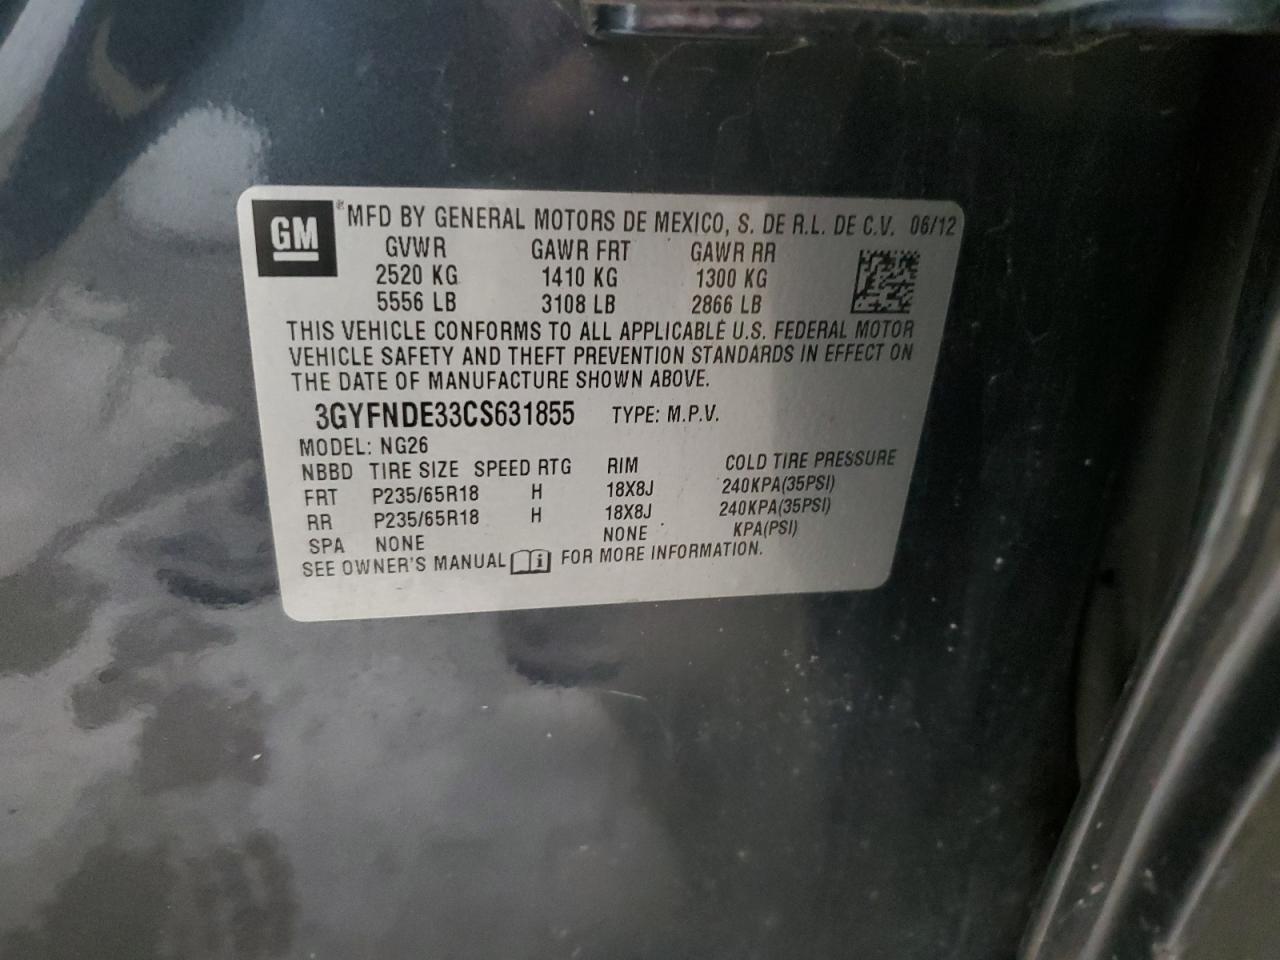 GM ® MFD BY GENERAL MOTORS DE MEXICO, S. DE R.L. DE C.V. 06/12
GVWR GAWR FRT GAWR RR
2520 KG 1410 KG 1300 KG
5556 LB 3108 LB 2866 LB
THIS VEHICLE CONFORMS TO ALL APPLICABLE U.S. FEDERAL MOTOR
VEHICLE SAFETY AND THEFT PREVENTION STANDARDS IN EFFECT ON
THE DATE OF MANUFACTURE SHOWN ABOVE.
3GYFNDE33CS631855 TYPE: M.P.V.
MODEL: NG26
NBBD TIRE SIZE SPEED RTG RIM COLD TIRE PRESSURE
FRT P235/65R18 H 18X8J 240KPA(35PSI)
RR P235/65R18 H 18X8J 240KPA(35PSI)
SPA NONE NONE KPA(PSI)
SEE OWNER'S MANUAL i FOR MORE INFORMATION.